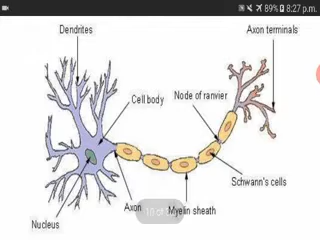 89% 8:27 p.m.
Dendrites
Axon terminals
Cell body
Node of ranvier
Schwann's cells
Axon
Myelin sheath
Nucleus